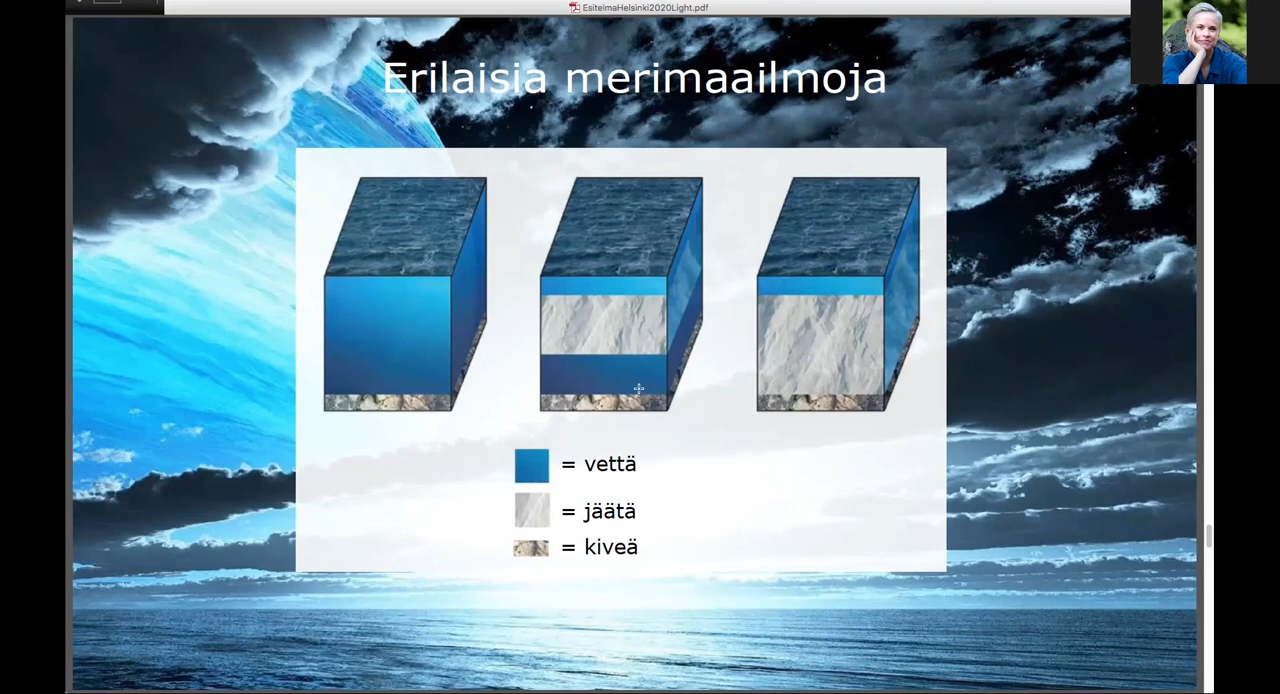 EsitelmaHelsinki2020Light.pdf
Erilaisia merimaailmoja
= vettä
= jäätä
= kiveä